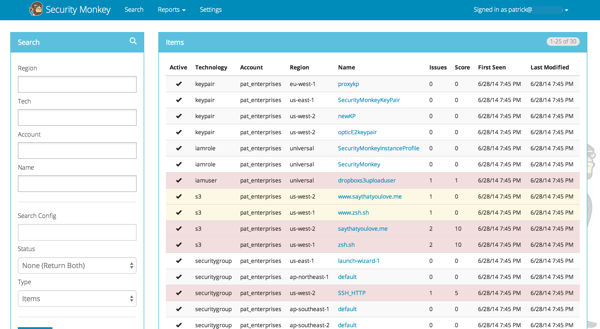 Security Monkey Search Reports Settings Signed in as patrick@
Search
Region
Tech
Account
Name
Search Config
Status
None (Return Both)
Type
Items
Items 1-25 of 30
Active Technology Account Region Name Issues Score First Seen Last Modified
keypair pat_enterprises eu-west-1 proxykp 0 0 6/28/14 7:45 PM 6/28/14 7:45 PM
keypair pat_enterprises us-east-1 SecurityMonkeyKeyPair 0 0 6/28/14 7:45 PM 6/28/14 7:45 PM
keypair pat_enterprises us-west-2 newKP 0 0 6/28/14 7:45 PM 6/28/14 7:45 PM
keypair pat_enterprises us-west-2 opticE2keypair 0 0 6/28/14 7:45 PM 6/28/14 7:45 PM
iamrole pat_enterprises universal SecurityMonkeyInstanceProfile 0 0 6/28/14 7:45 PM 6/28/14 7:45 PM
iamrole pat_enterprises universal SecurityMonkey 0 0 6/28/14 7:45 PM 6/28/14 7:45 PM
iamuser pat_enterprises universal dropboxs3uploaduser 1 1 6/28/14 7:45 PM 6/28/14 7:45 PM
s3 pat_enterprises us-west-2 www.saythatyoulove.me 0 0 6/28/14 7:45 PM 6/28/14 7:45 PM
s3 pat_enterprises us-west-1 www.zsh.sh 0 0 6/28/14 7:45 PM 6/28/14 7:45 PM
s3 pat_enterprises us-west-2 saythatyoulove.me 2 10 6/28/14 7:45 PM 6/28/14 7:45 PM
s3 pat_enterprises us-west-1 zsh.sh 2 10 6/28/14 7:45 PM 6/28/14 7:45 PM
securitygroup pat_enterprises us-east-1 launch-wizard-1 0 0 6/28/14 7:45 PM 6/28/14 7:45 PM
securitygroup pat_enterprises ap-northeast-1 default 0 0 6/28/14 7:45 PM 6/28/14 7:45 PM
securitygroup pat_enterprises us-west-2 SSH_HTTP 1 5 6/28/14 7:45 PM 6/28/14 7:45 PM
securitygroup pat_enterprises ap-southeast-1 default 0 0 6/28/14 7:45 PM 6/28/14 7:45 PM
securitygroup pat_enterprises ap-southeast-2 default 0 0 6/28/14 7:45 PM 6/28/14 7:45 PM